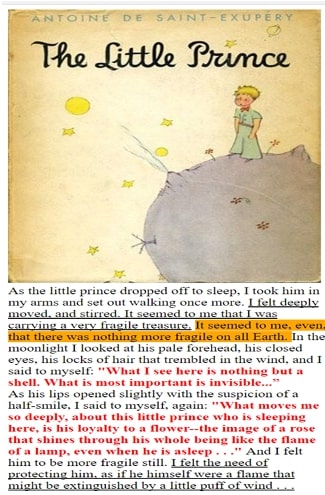 ANTOINE DE SAINT-EXUPÉRY
The Little Prince
As the little prince dropped off to sleep, I took him in
my arms and set out walking once more. I felt deeply
moved, and stirred. It seemed to me that I was
carrying a very fragile treasure. It seemed to me, even,
that there was nothing more fragile on all Earth. In the
moonlight I looked at his pale forehead, his closed
eyes, his locks of hair that trembled in the wind, and I
said to myself: "What I see here is nothing but a
shell. What is most important is invisible..."
As his lips opened slightly with the suspicion of a
half-smile, I said to myself, again: "What moves me
so deeply, about this little prince who is sleeping
here, is his loyalty to a flower--the image of a rose
that shines through his whole being like the flame
of a lamp, even when he is asleep . . ." And I felt
him to be more fragile still. I felt the need of
protecting him, as if he himself were a flame that
might be extinguished by a little puff of wind . . .